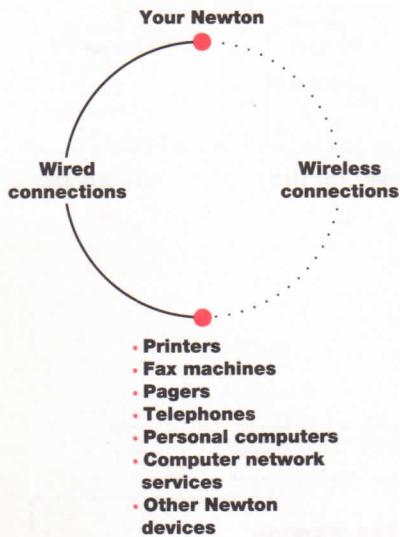 Your Newton
Wired
connections
Wireless
connections
• Printers
• Fax machines
• Pagers
• Telephones
• Personal computers
• Computer network
services
• Other Newton
devices